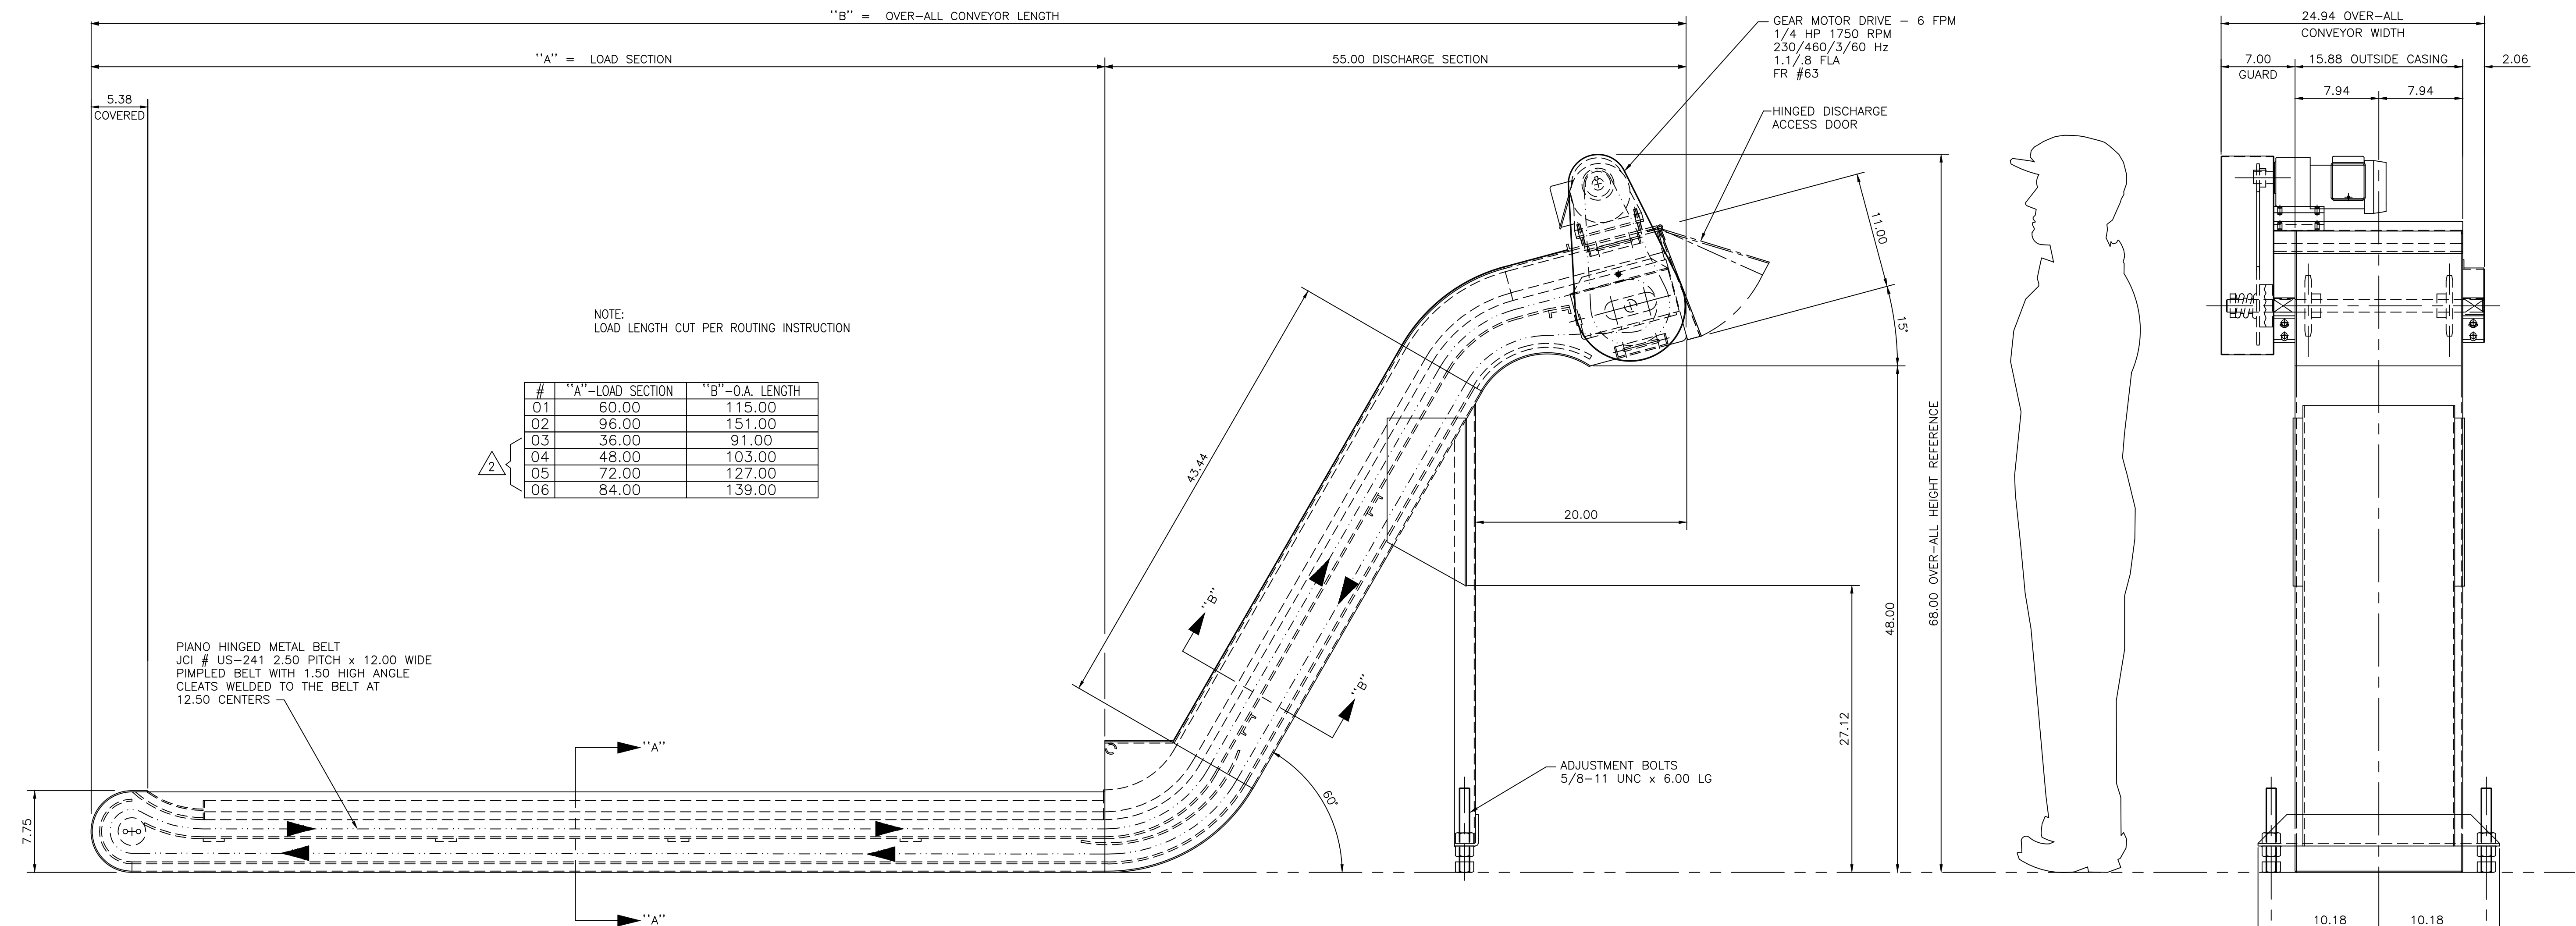 "B" = OVER-ALL CONVEYOR LENGTH
"A" = LOAD SECTION
55.00 DISCHARGE SECTION
5.38
COVERED
GEAR MOTOR DRIVE - 6 FPM
1/4 HP 1750 RPM
230/460/3/60 Hz
1.1/.8 FLA
FR #63
HINGED DISCHARGE
ACCESS DOOR
24.94 OVER-ALL
CONVEYOR WIDTH
7.00
GUARD
15.88 OUTSIDE CASING
2.06
7.94
7.94
11.00
15°
NOTE:
LOAD LENGTH CUT PER ROUTING INSTRUCTION
# "A"-LOAD SECTION "B"-O.A. LENGTH
01 60.00 115.00
02 96.00 151.00
03 36.00 91.00
04 48.00 103.00
05 72.00 127.00
06 84.00 139.00
2
43.44
20.00
68.00 OVER-ALL HEIGHT REFERENCE
48.00
27.12
"B"
"B"
PIANO HINGED METAL BELT
JCI # US-241 2.50 PITCH x 12.00 WIDE
PIMPLED BELT WITH 1.50 HIGH ANGLE
CLEATS WELDED TO THE BELT AT
12.50 CENTERS
"A"
"A"
7.75
60°
ADJUSTMENT BOLTS
5/8-11 UNC x 6.00 LG
10.18
10.18